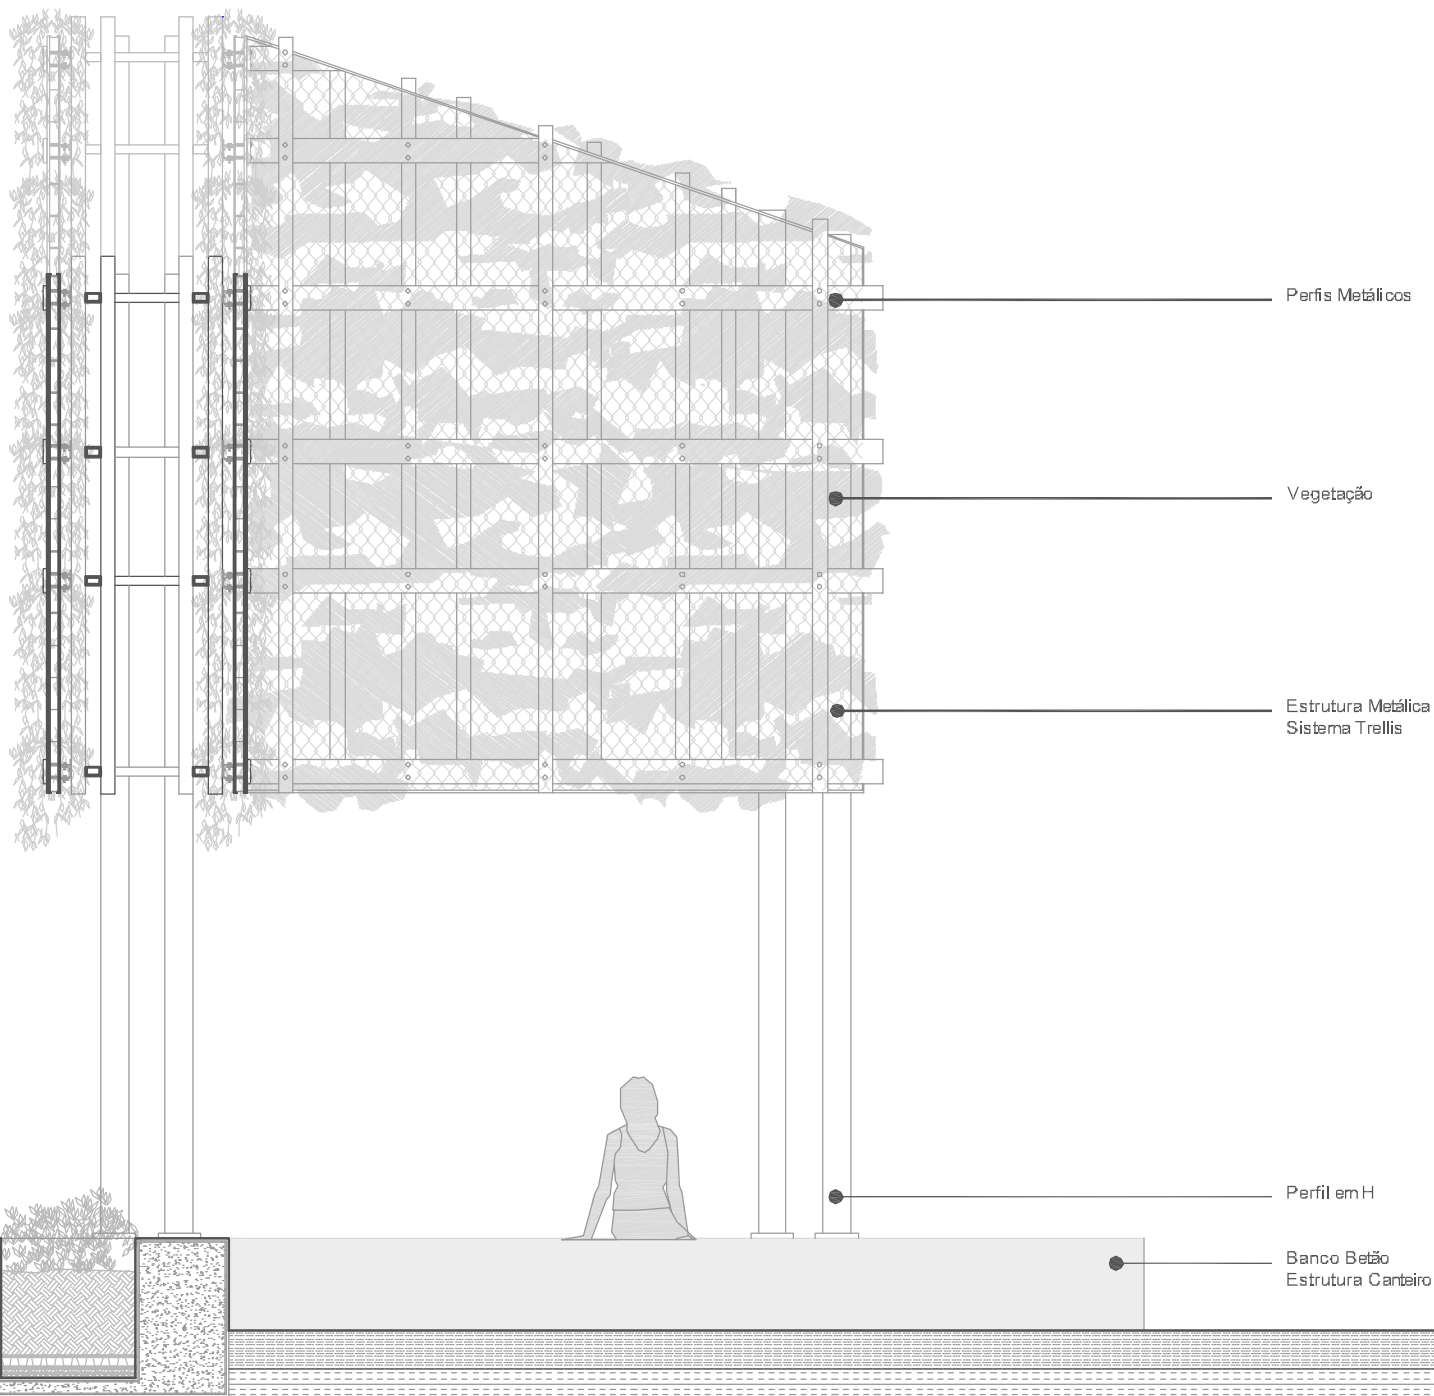 Perfis Metálicos
Vegetação
Estrutura Metálica
Sistema Trellis
Perfil em H
Banco Betão
Estrutura Canteiro